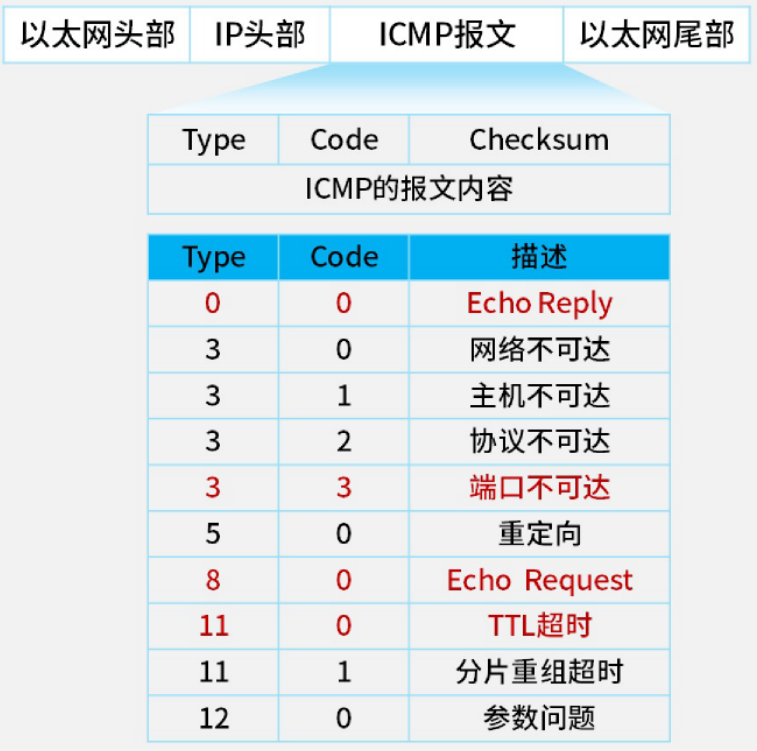 以太网头部 IP头部 ICMP报文 以太网尾部
Type Code Checksum
ICMP的报文内容
Type Code 描述
0 0 Echo Reply
3 0 网络不可达
3 1 主机不可达
3 2 协议不可达
3 3 端口不可达
5 0 重定向
8 0 Echo Request
11 0 TTL超时
11 1 分片重组超时
12 0 参数问题